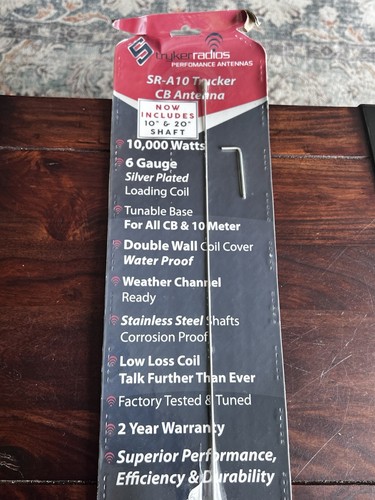 strykerradios
PERFOMANCE ANTENNAS
SR-A10 Trucker
CB Antenna
NOW
INCLUDES
10" & 20"
SHAFT
10,000 Watts
6 Gauge
Silver Plated
Loading Coil
Tunable Base
For All CB & 10 Meter
Double Wall Coil Cover
Water Proof
Weather Channel
Ready
Stainless Steel Shafts
Corrosion Proof
Low Loss Coil
Talk Further Than Ever
Factory Tested & Tuned
2 Year Warranty
Superior Performance,
Efficiency & Durability